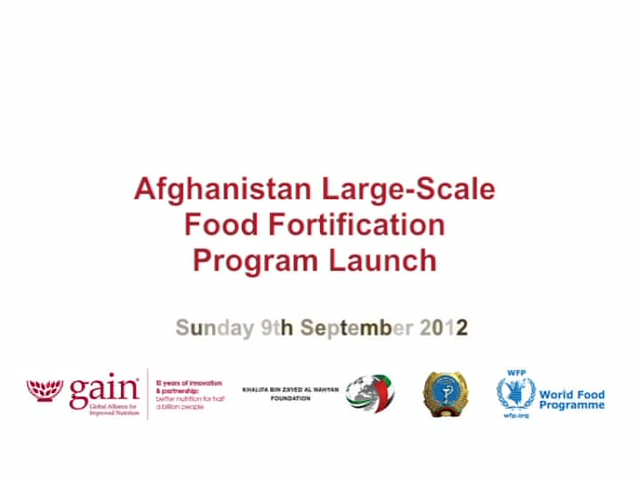 Afghanistan Large-Scale
Food Fortification
Program Launch
Sunday 9th September 2012
gain
Global Alliance for
Improved Nutrition
10 years of innovation
& partnership:
better nutrition for half
a billion people
KHALIFA BIN ZAYED AL NAHYAN
FOUNDATION
WFP
wfp.org
World Food
Programme